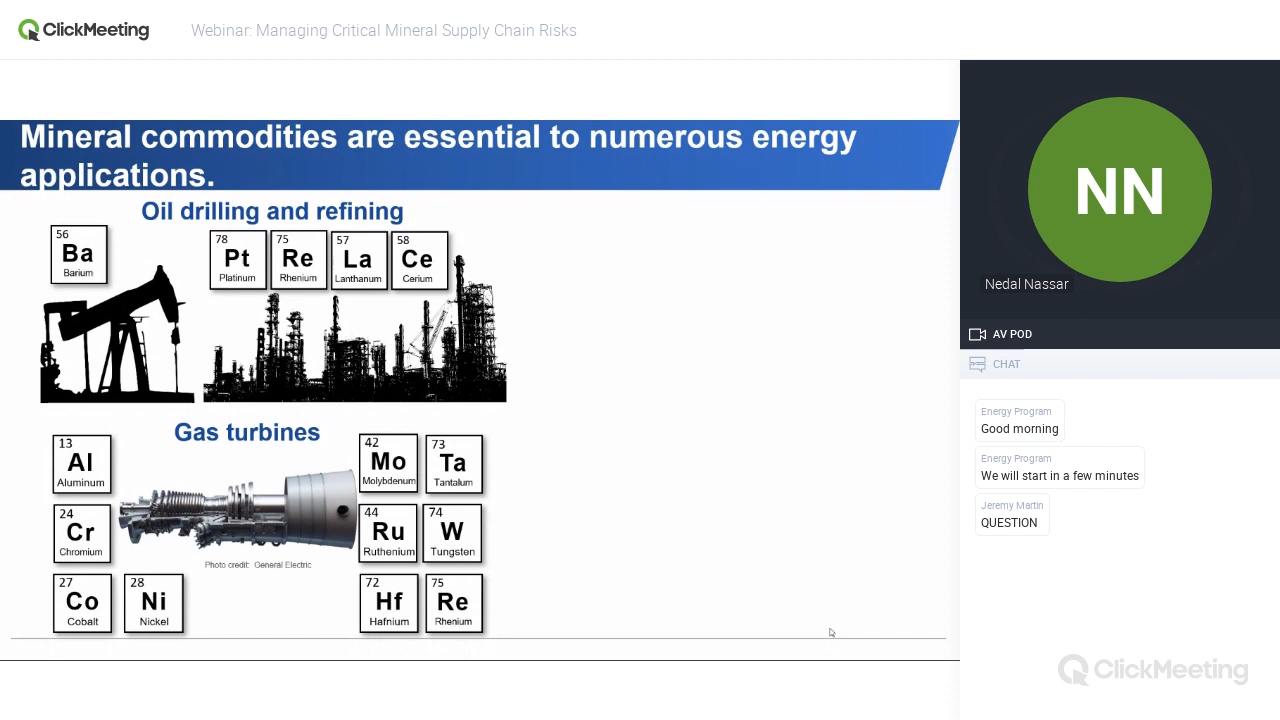 ClickMeeting
Webinar: Managing Critical Mineral Supply Chain Risks
Mineral commodities are essential to numerous energy
applications.
Oil drilling and refining
56
Ba
Barium
78
Pt
Platinum
75
Re
Rhenium
57
La
Lanthanum
58
Ce
Cerium
Gas turbines
13
Al
Aluminum
24
Cr
Chromium
27
Co
Cobalt
28
Ni
Nickel
Photo credit: General Electric
42
Mo
Molybdenum
73
Ta
Tantalum
44
Ru
Ruthenium
74
W
Tungsten
72
Hf
Hafnium
75
Re
Rhenium
NN
Nedal Nassar
AV POD
CHAT
Energy Program
Good morning
Energy Program
We will start in a few minutes
Jeremy Martin
QUESTION
ClickMeeting